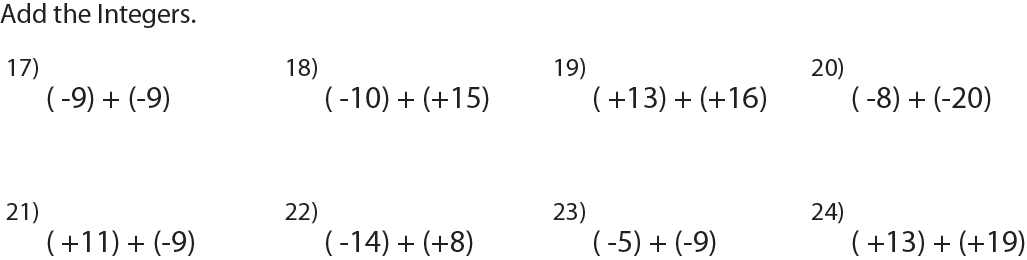 Add the Integers.
17) 18) 19) 20)
( -9) + (-9) ( -10) + (+15) ( +13) + (+16) ( -8) + (-20)
21) 22) 23) 24)
( +11) + (-9) ( -14) + (+8) ( -5) + (-9) ( +13) + (+19)